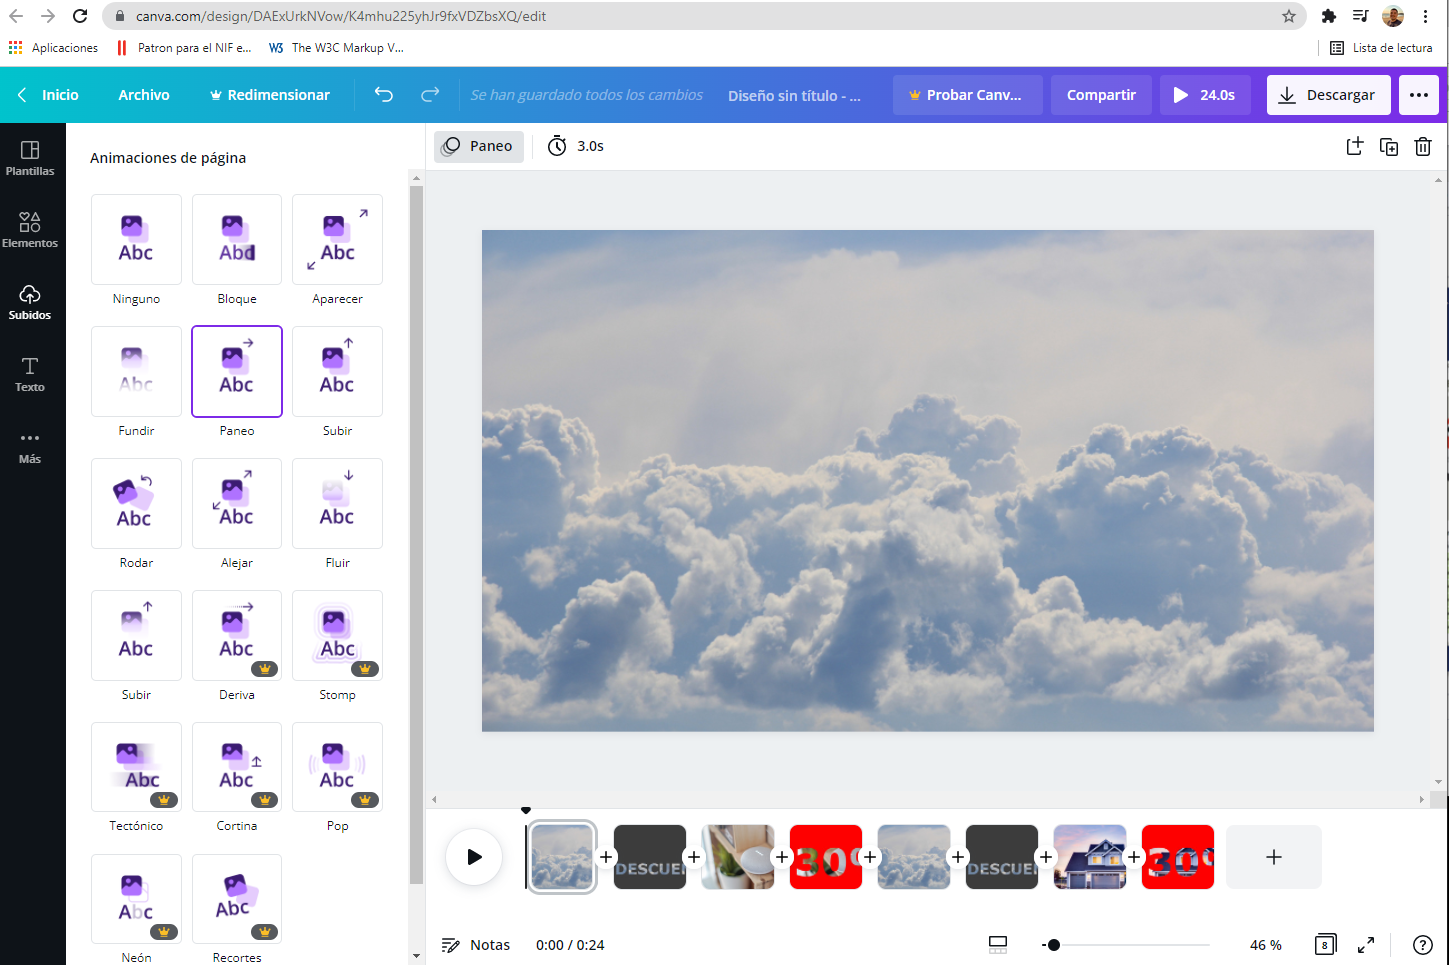 canva.com/design/DAExUrkNVow/K4mhu225yhJr9fxVDZbsXQ/edit
Aplicaciones Patron para el NIF e... W3 The W3C Markup V... Lista de lectura
Inicio Archivo Redimensionar Se han guardado todos los cambios Diseño sin título - ... Probar Canv... Compartir 24.0s Descargar
Plantillas
Elementos
Subidos
Texto
Más
Animaciones de página
Abc Abc Abc
Ninguno Bloque Aparecer
Abc Abc Abc
Fundir Paneo Subir
Abc Abc Abc
Rodar Alejar Fluir
Abc Abc Abc
Subir Deriva Stomp
Abc Abc Abc
Tectónico Cortina Pop
Abc Abc
Neón Recortes
Paneo 3.0s
DESCUE 30% DESCUE 30%
Notas 0:00 / 0:24 46 % 8 ?